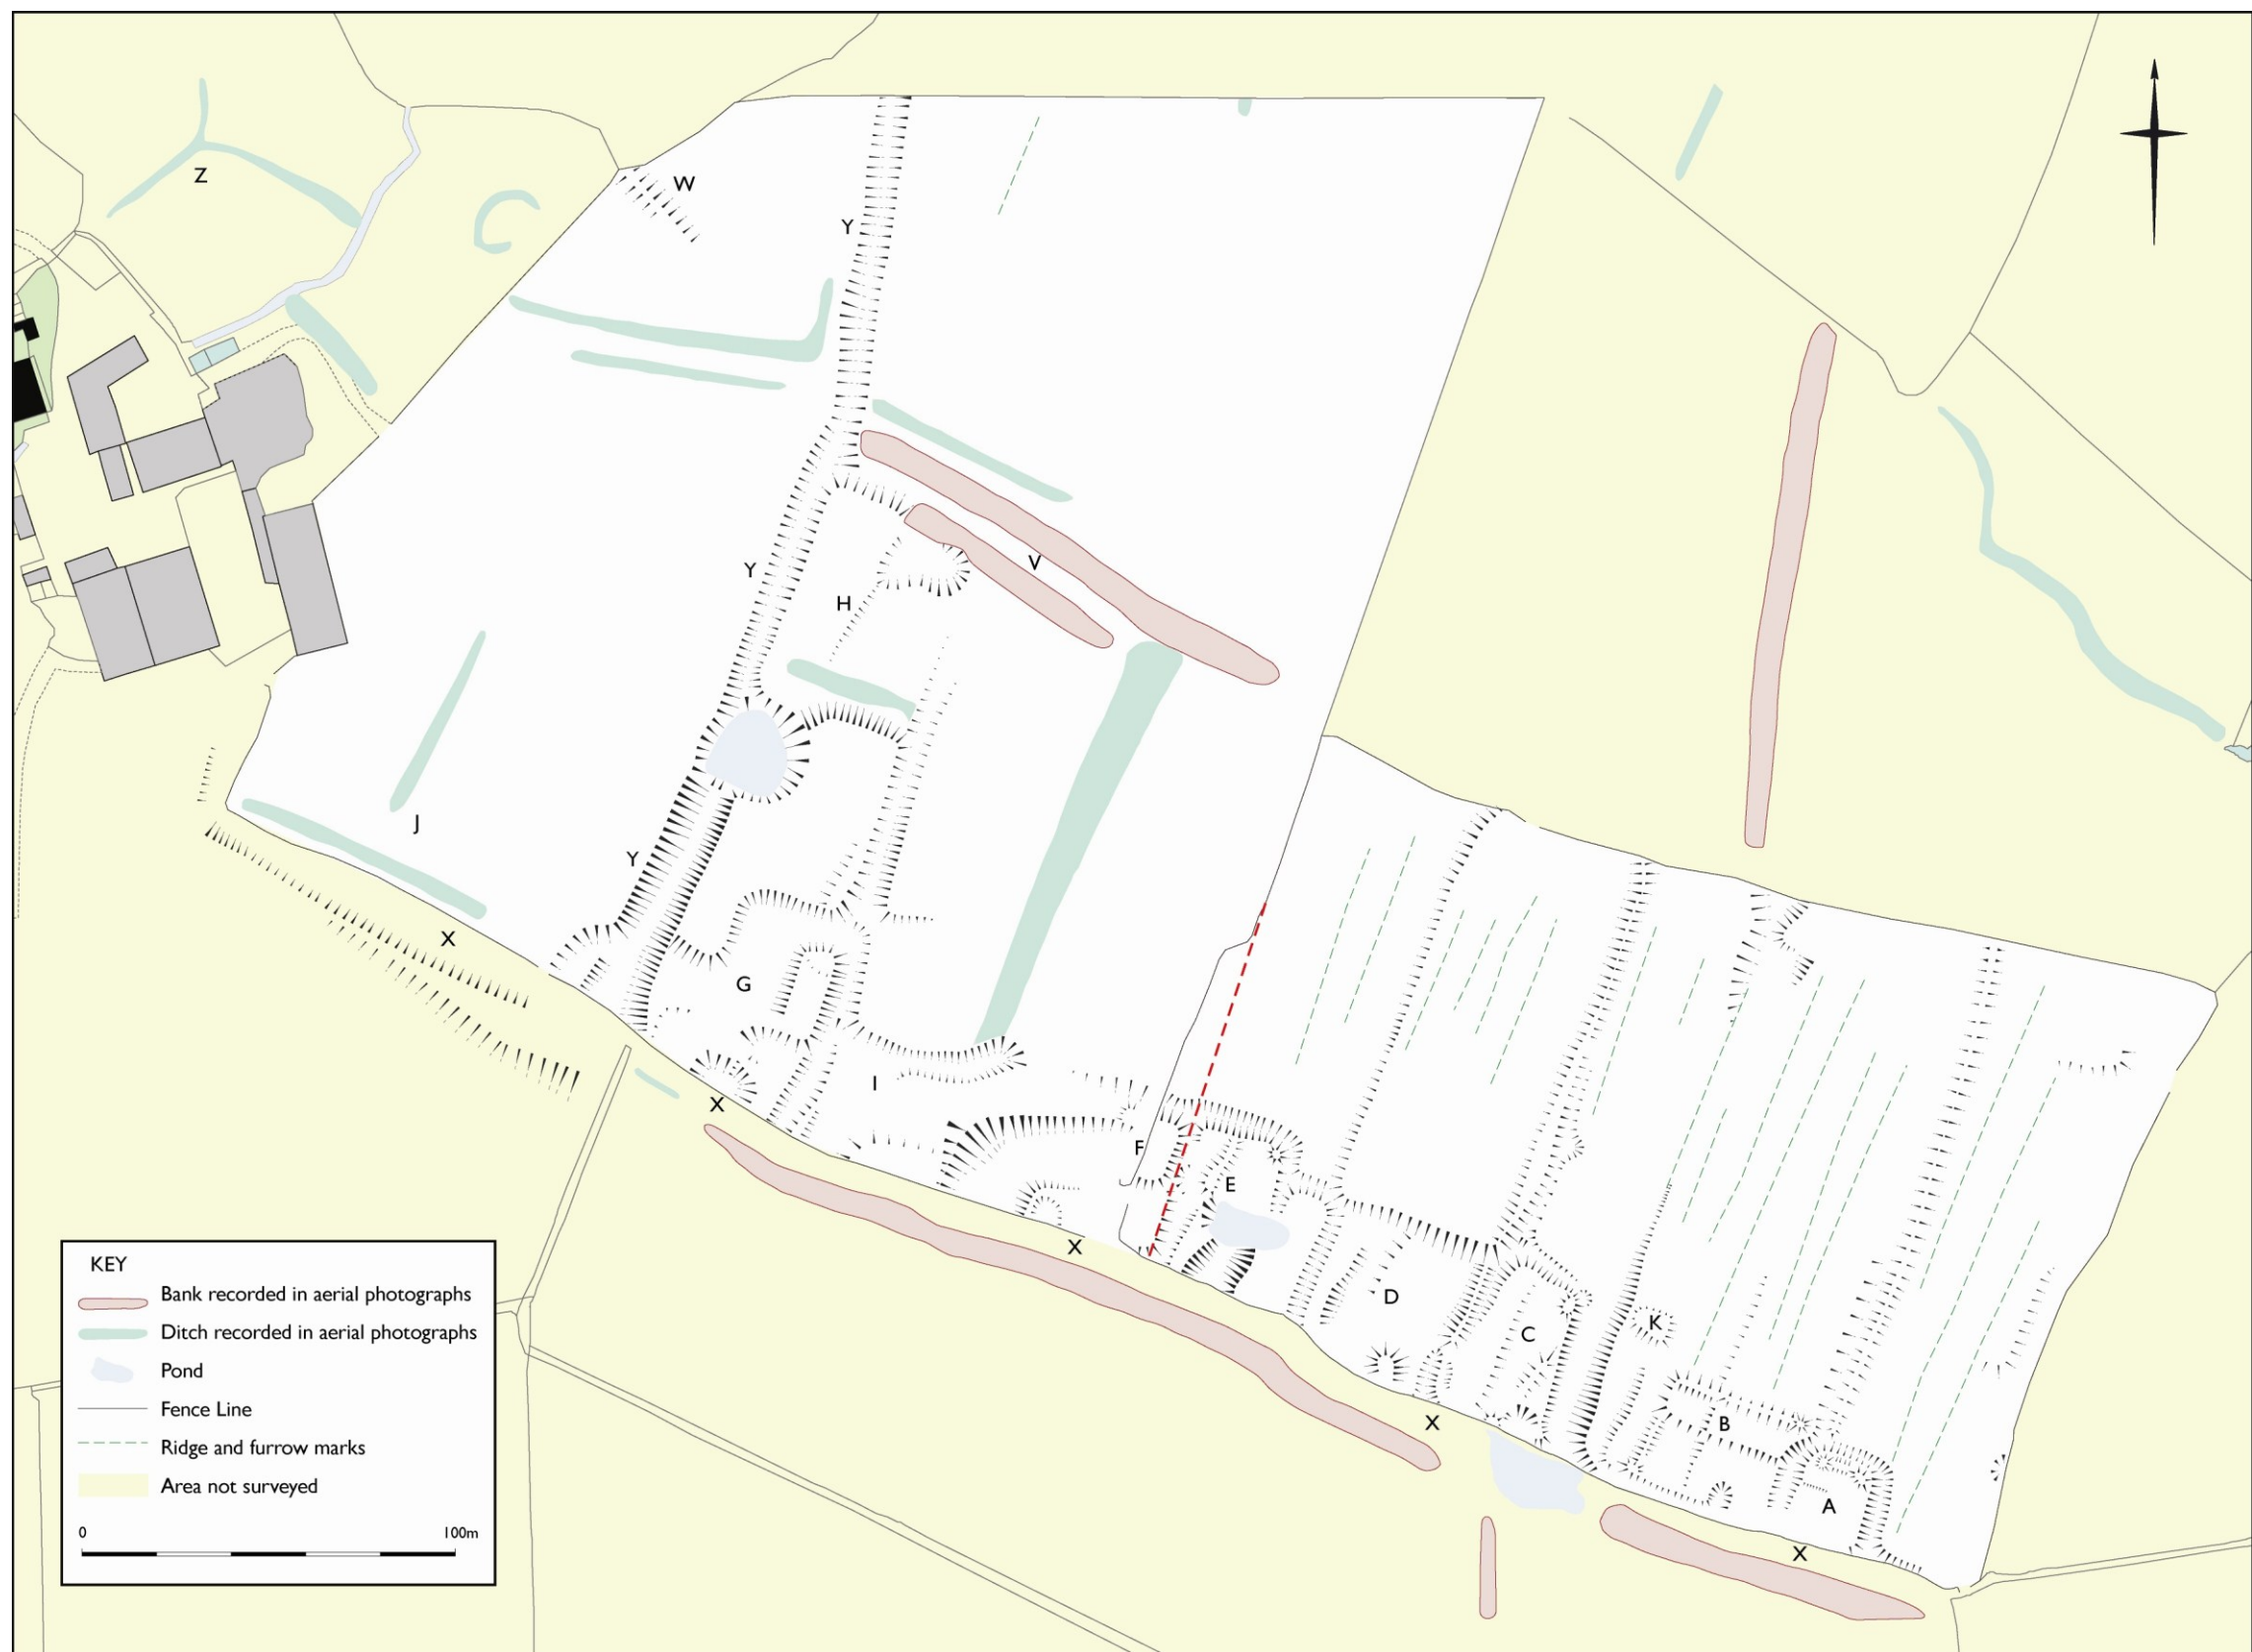 Z
W
Y
V
Y
H
J
Y
X
G
I
X
F
E
X
D
C
K
X
B
A
X
KEY
Bank recorded in aerial photographs
Ditch recorded in aerial photographs
Pond
Fence Line
Ridge and furrow marks
Area not surveyed
0 100m